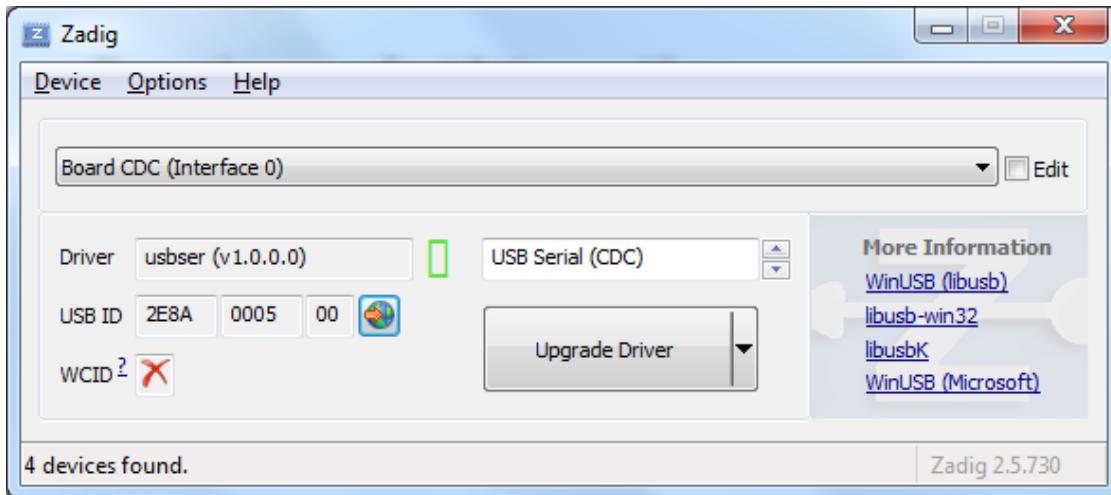 Zadig
Device Options Help
Board CDC (Interface 0)
Edit
Driver usbser (v1.0.0.0) USB Serial (CDC)
USB ID 2E8A 0005 00
WCID ?
Upgrade Driver
More Information
WinUSB (libusb)
libusb-win32
libusbK
WinUSB (Microsoft)
4 devices found.
Zadig 2.5.730